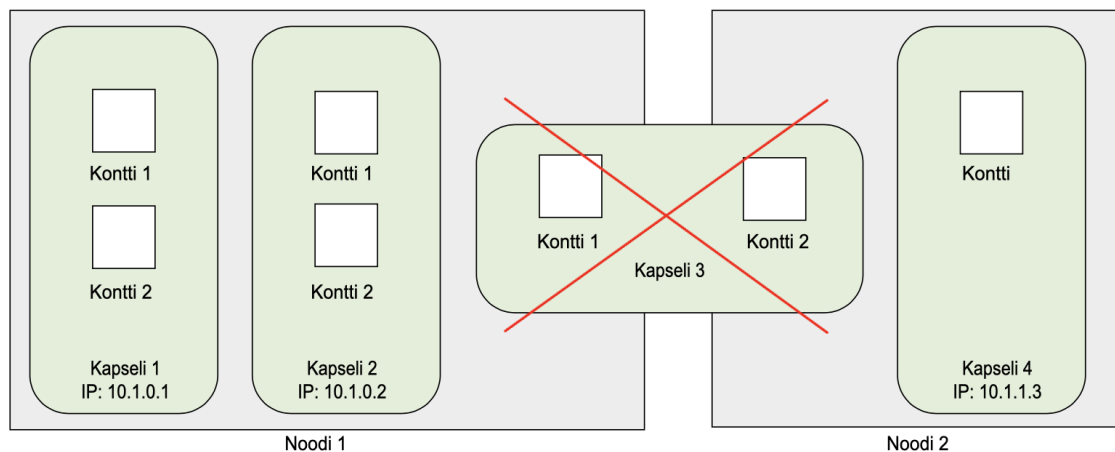 Kontti 1
Kontti 2
Kapseli 1
IP: 10.1.0.1
Kontti 1
Kontti 2
Kapseli 2
IP: 10.1.0.2
Kontti 1
Kontti 2
Kapseli 3
Kontti
Kapseli 4
IP: 10.1.1.3
Noodi 1
Noodi 2